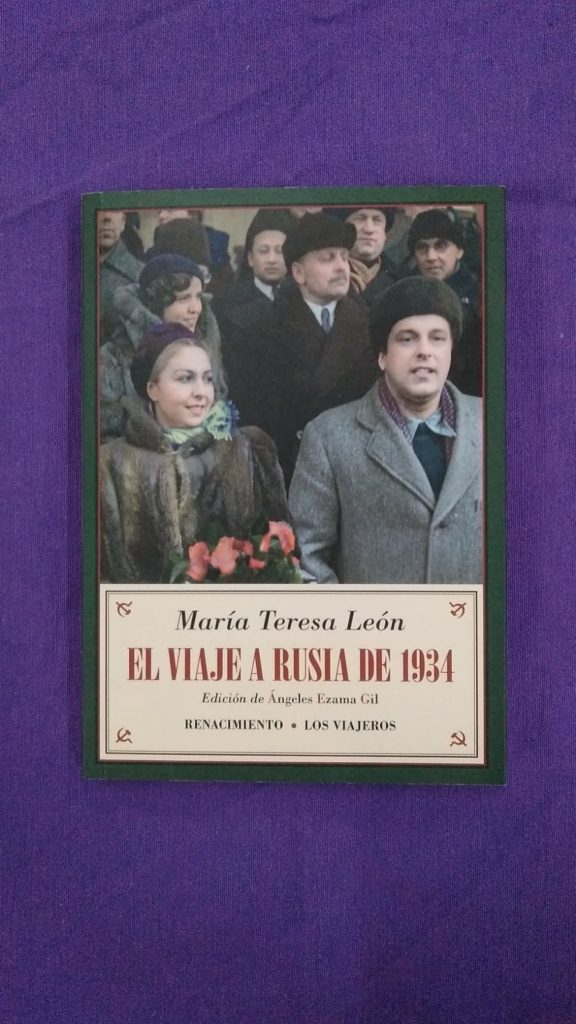 María Teresa León
EL VIAJE A RUSIA DE 1934
Edición de Ángeles Ezama Gil
RENACIMIENTO • LOS VIAJEROS